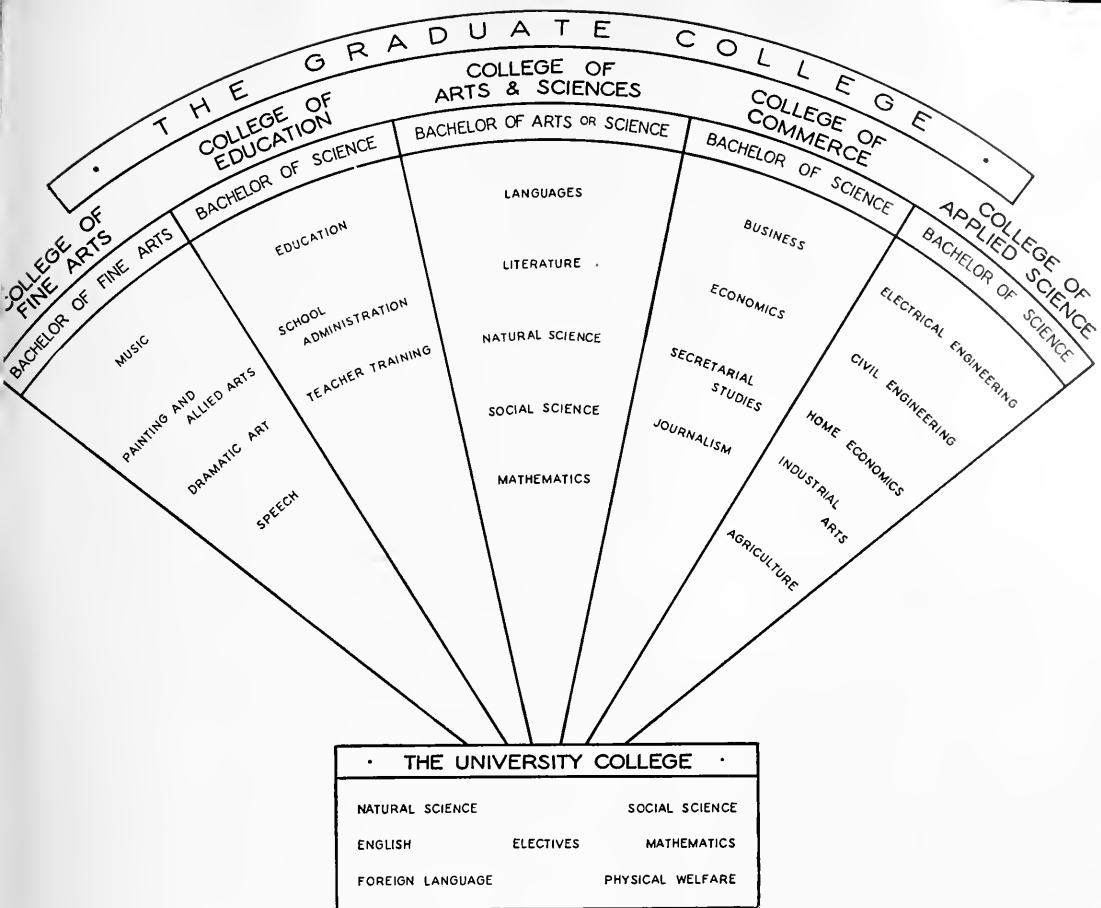 THE GRADUATE COLLEGE
COLLEGE OF
FINE ARTS
BACHELOR OF FINE ARTS
MUSIC
PAINTING AND
ALLIED ARTS
DRAMATIC ART
SPEECH
COLLEGE OF
EDUCATION
BACHELOR OF SCIENCE
EDUCATION
SCHOOL
ADMINISTRATION
TEACHER TRAINING
COLLEGE OF
ARTS & SCIENCES
BACHELOR OF ARTS OR SCIENCE
LANGUAGES
LITERATURE
NATURAL SCIENCE
SOCIAL SCIENCE
MATHEMATICS
COLLEGE OF
COMMERCE
BACHELOR OF SCIENCE
BUSINESS
ECONOMICS
SECRETARIAL
STUDIES
JOURNALISM
COLLEGE OF
APPLIED SCIENCE
BACHELOR OF SCIENCE
ELECTRICAL ENGINEERING
CIVIL ENGINEERING
HOME ECONOMICS
INDUSTRIAL
ARTS
AGRICULTURE
· THE UNIVERSITY COLLEGE ·
NATURAL SCIENCE SOCIAL SCIENCE
ENGLISH ELECTIVES MATHEMATICS
FOREIGN LANGUAGE PHYSICAL WELFARE